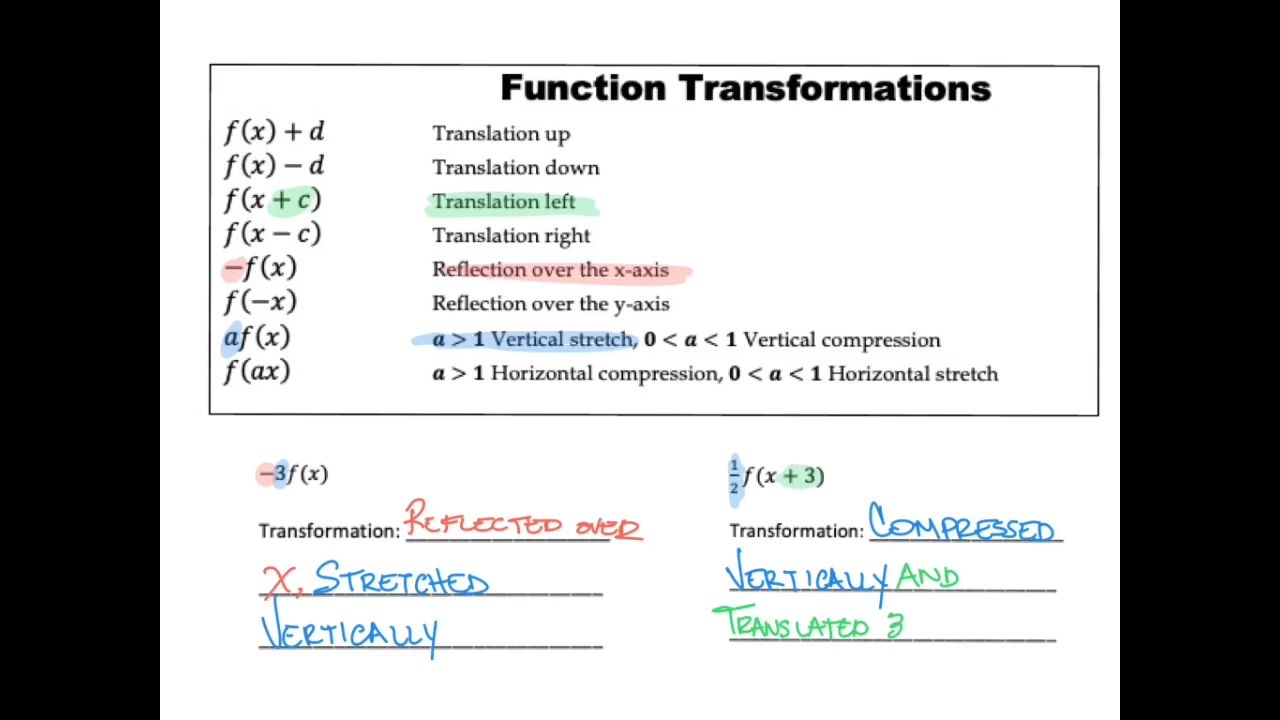 Function Transformations
f(x) + d Translation up
f(x) − d Translation down
f(x + c) Translation left
f(x − c) Translation right
−f(x) Reflection over the x-axis
f(−x) Reflection over the y-axis
af(x) a > 1 Vertical stretch, 0 < a < 1 Vertical compression
f(ax) a > 1 Horizontal compression, 0 < a < 1 Horizontal stretch
−3f(x)
Transformation: REFLECTED OVER
X, STRETCHED
VERTICALLY
1/2 f(x + 3)
Transformation: COMPRESSED
VERTICALLY AND
TRANSLATED 3